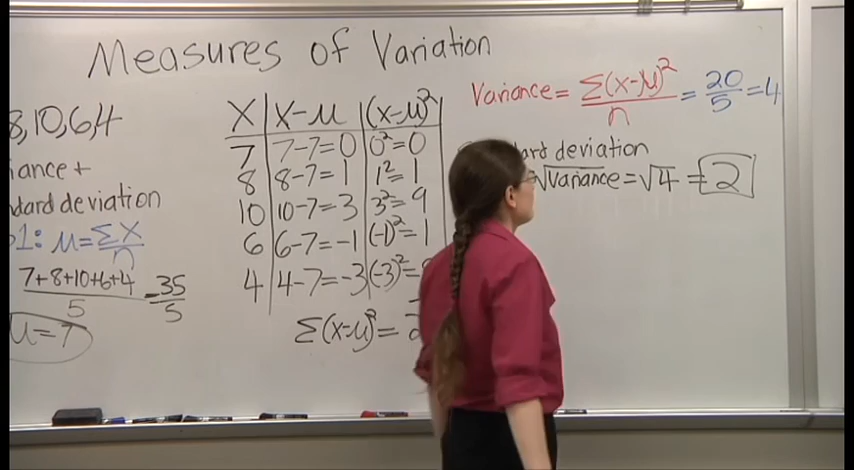 Measures of Variation
8,10,6,4
iance +
dard deviation
1: μ = Σx/n
7+8+10+6+4/5 = 35/5
μ = 7
x | x-μ | (x-μ)²
7 | 7-7=0 | 0²=0
8 | 8-7=1 | 1²=1
10 | 10-7=3 | 3²=9
6 | 6-7=-1 | (-1)²=1
4 | 4-7=-3 | (-3)²=
Σ(x-μ)² = 2
Variance = Σ(x-μ)²/n = 20/5 = 4
dard deviation
√variance = √4 = 2